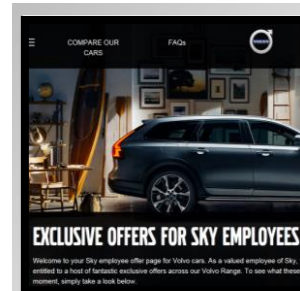 COMPARE OUR
CARS
FAQs
VOLVO
EXCLUSIVE OFFERS FOR SKY EMPLOYEES
Welcome to your Sky employee offer page for Volvo cars. As a valued employee of Sky,
entitled to a host of fantastic exclusive offers across our Volvo Range. To see what these
moment, simply take a look below.